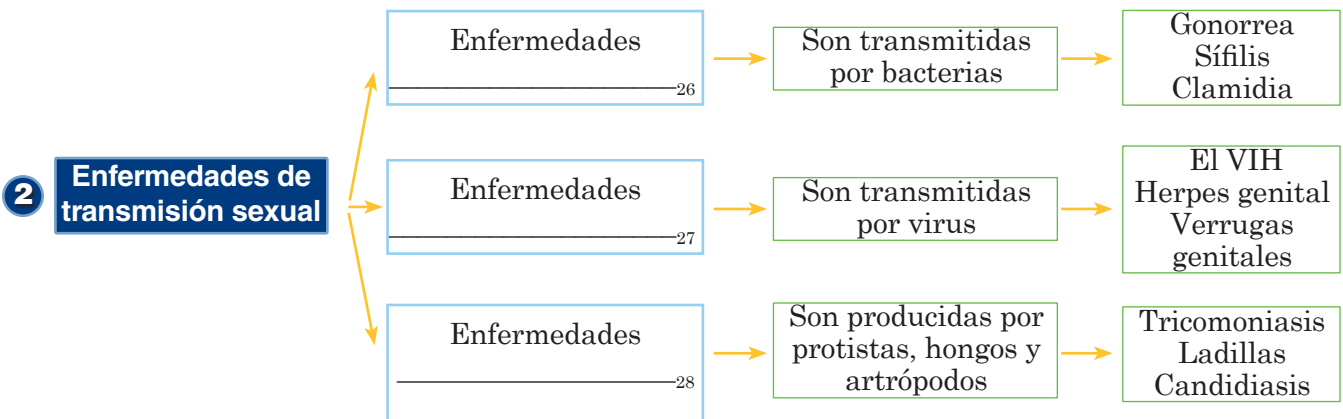 Enfermedades
26
Son transmitidas
por bacterias
Gonorrea
Sífilis
Clamidia
2
Enfermedades de
transmisión sexual
Enfermedades
27
Son transmitidas
por virus
El VIH
Herpes genital
Verrugas
genitales
Enfermedades
28
Son producidas por
protistas, hongos y
artrópodos
Tricomoniasis
Ladillas
Candidiasis